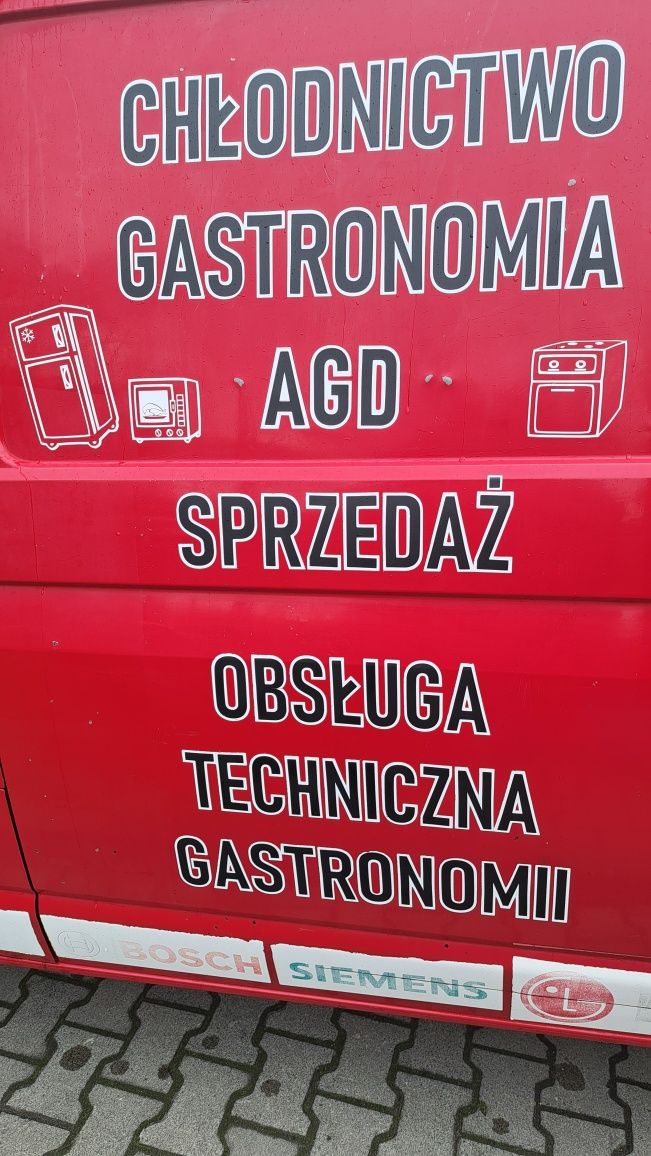 CHŁODNICTWO
GASTRONOMIA
AGD
SPRZEDAŻ
OBSŁUGA
TECHNICZNA
GASTRONOMII
BOSCH SIEMENS LG